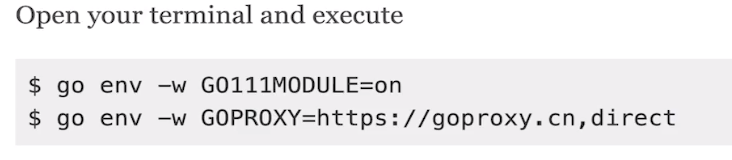 Open your terminal and execute
$ go env –w GO111MODULE=on
$ go env –w GOPROXY=https://goproxy.cn,direct